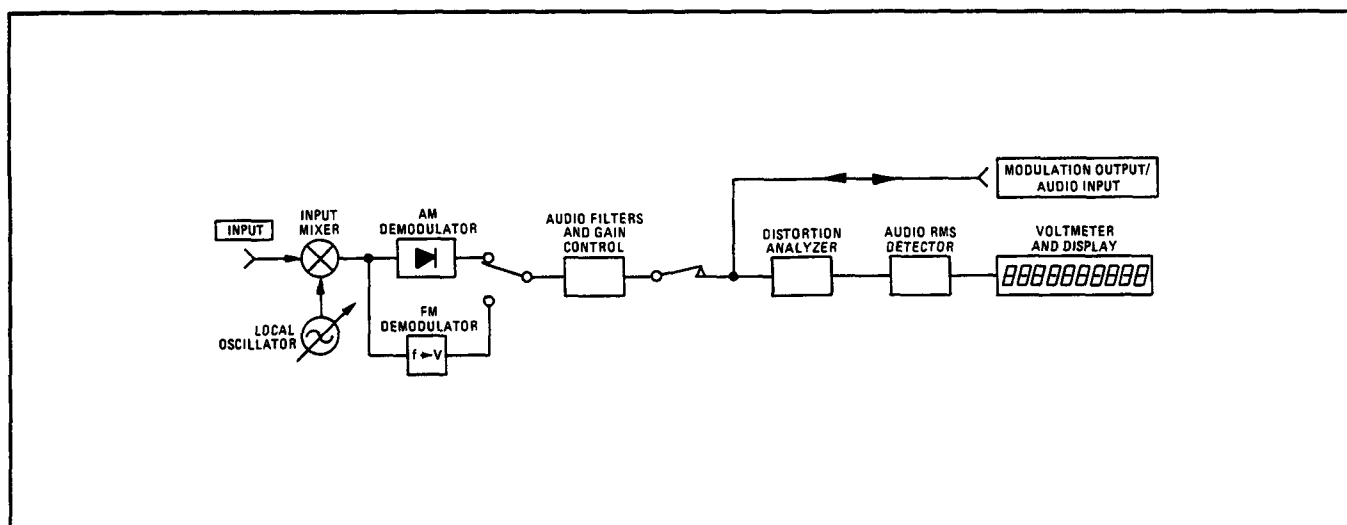 MODULATION OUTPUT/
AUDIO INPUT
INPUT
INPUT
MIXER
AM
DEMODULATOR
AUDIO FILTERS
AND GAIN
CONTROL
DISTORTION
ANALYZER
AUDIO RMS
DETECTOR
VOLTMETER
AND DISPLAY
8888888888
LOCAL
OSCILLATOR
FM
DEMODULATOR
f→V